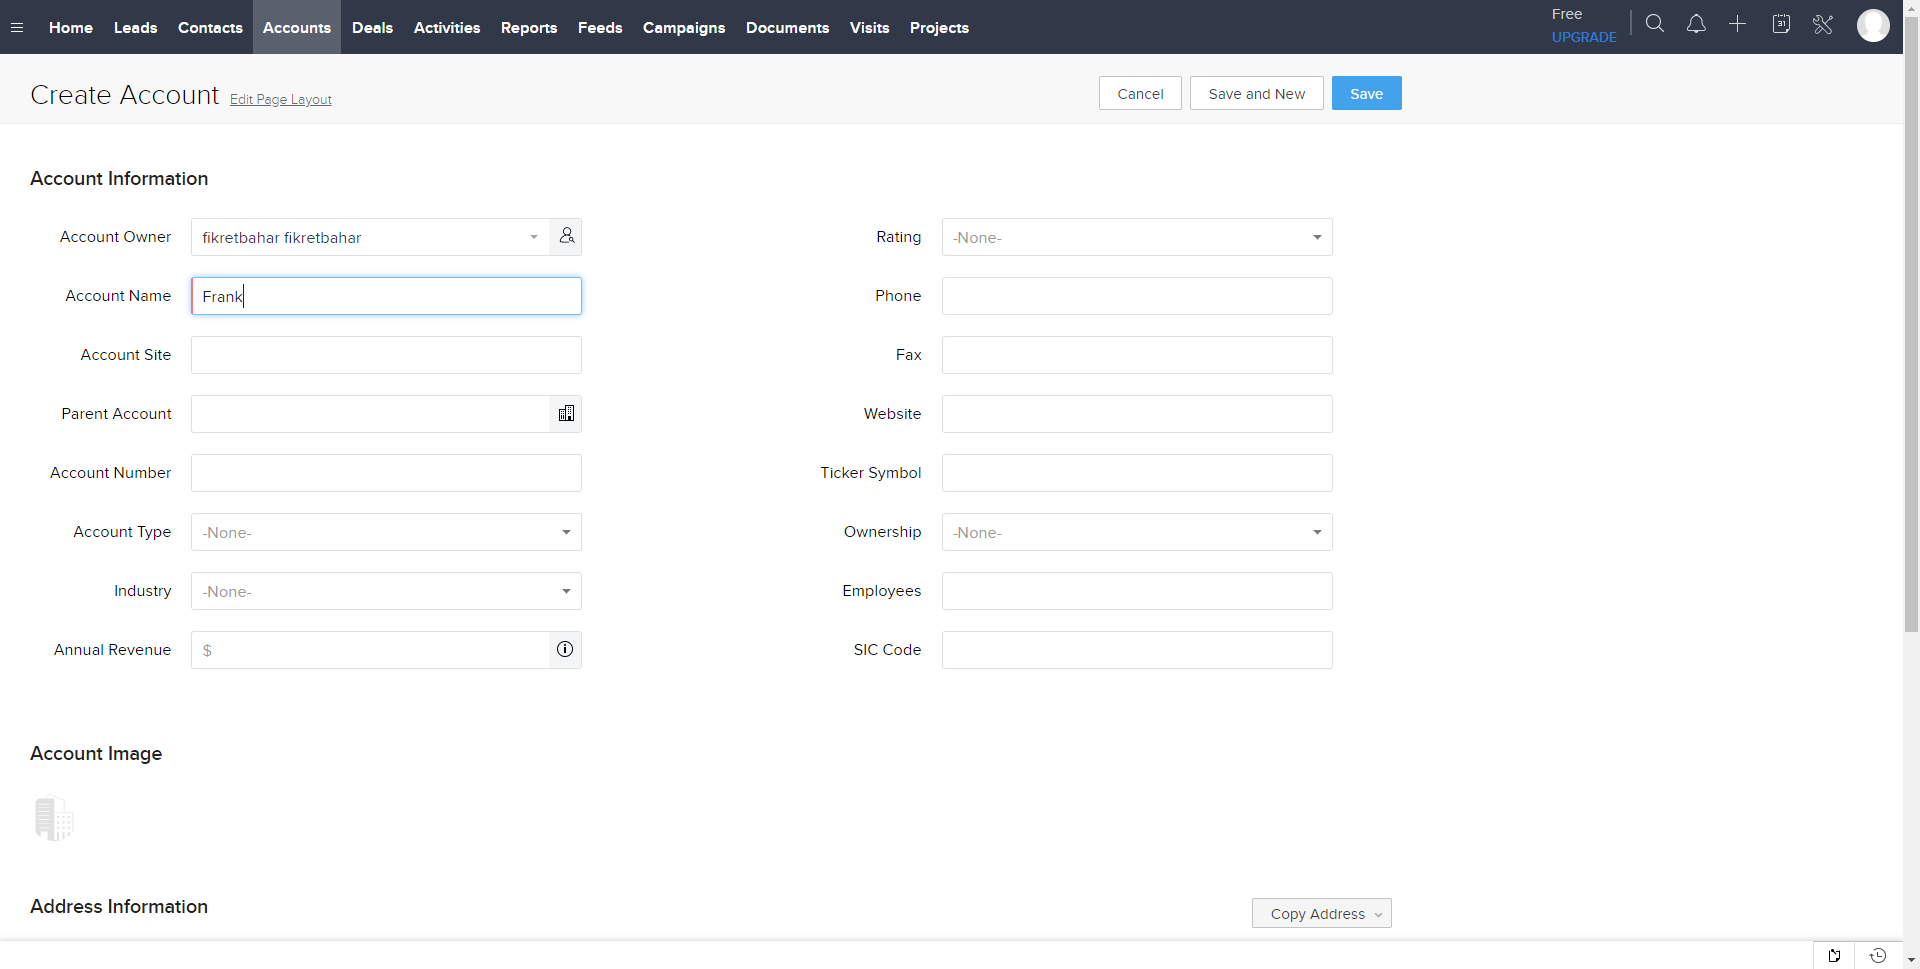 Home Leads Contacts Accounts Deals Activities Reports Feeds Campaigns Documents Visits Projects
Free
UPGRADE
31
Create Account Edit Page Layout
Cancel Save and New Save
Account Information
Account Owner fikretbahar fikretbahar Rating -None-
Account Name Frank Phone
Account Site Fax
Parent Account Website
Account Number Ticker Symbol
Account Type -None- Ownership -None-
Industry -None- Employees
Annual Revenue $ SIC Code
Account Image
Address Information Copy Address